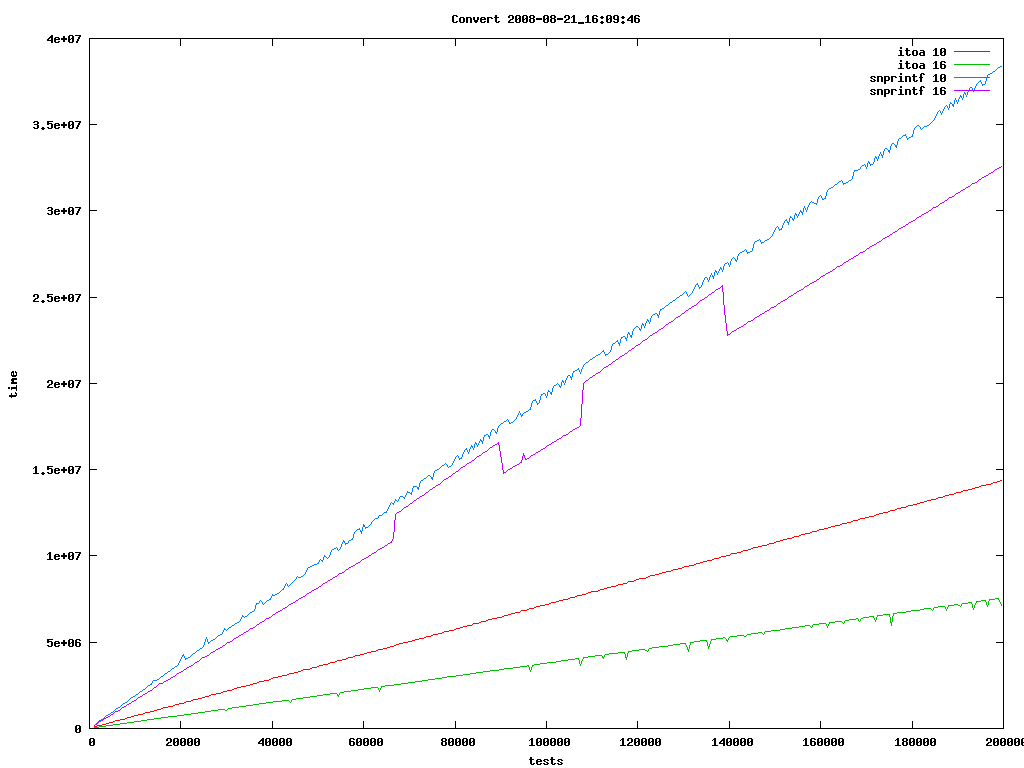 Convert 2008-08-21_16:09:46
4e+07
3.5e+07
3e+07
2.5e+07
2e+07
1.5e+07
1e+07
5e+06
0
time
itoa 10
itoa 16
snprintf 10
snprintf 16
0 20000 40000 60000 80000 100000 120000 140000 160000 180000 200000
tests